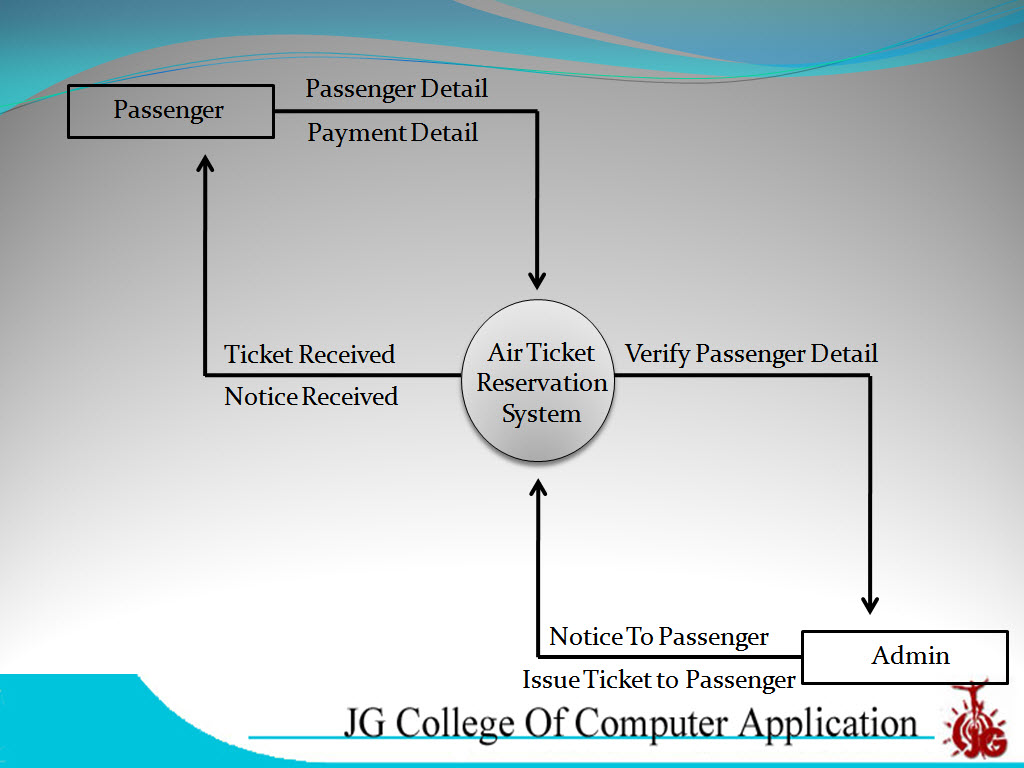 Passenger Detail
Passenger
Payment Detail
Ticket Received
Notice Received
Air Ticket
Reservation
System
Verify Passenger Detail
Notice To Passenger
Issue Ticket to Passenger
Admin
JG College Of Computer Application
JG